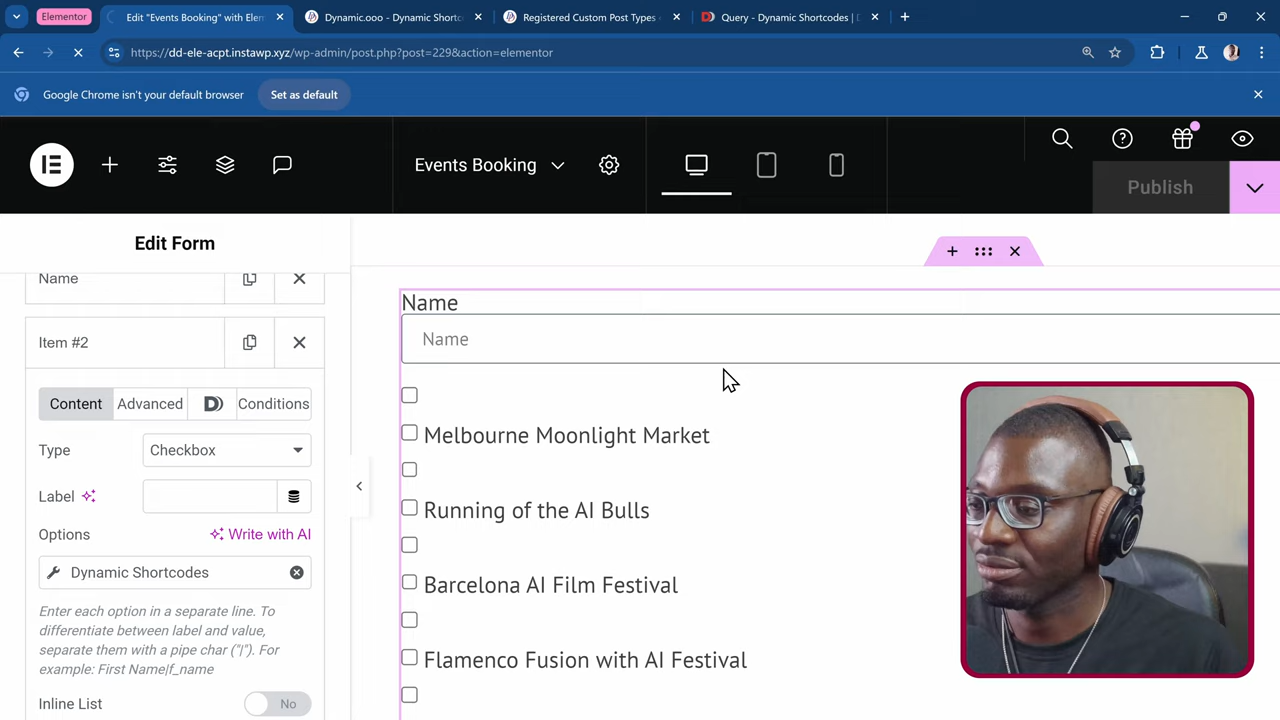 Elementor
Edit "Events Booking" with Elem
Dynamic.ooo - Dynamic Shortc
Registered Custom Post Types
Query - Dynamic Shortcodes | D
https://dd-ele-acpt.instawp.xyz/wp-admin/post.php?post=229&action=elementor
Google Chrome isn't your default browser
Set as default
Events Booking
Publish
Edit Form
Name
Item #2
Content
Advanced
Conditions
Type
Checkbox
Label
Options
Write with AI
Dynamic Shortcodes
Enter each option in a separate line. To
differentiate between label and value,
separate them with a pipe char ("|"). For
example: First Name|f_name
Inline List
No
Name
Name
Melbourne Moonlight Market
Running of the AI Bulls
Barcelona AI Film Festival
Flamenco Fusion with AI Festival